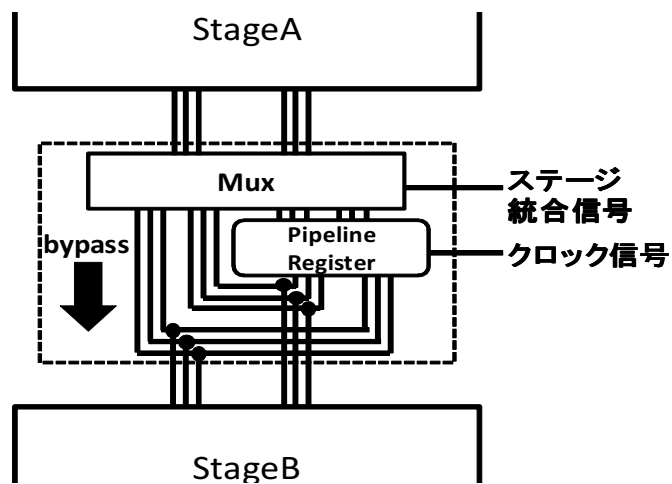 StageA
Mux
ステージ
統合信号
Pipeline
Register
bypass
クロック信号
StageB